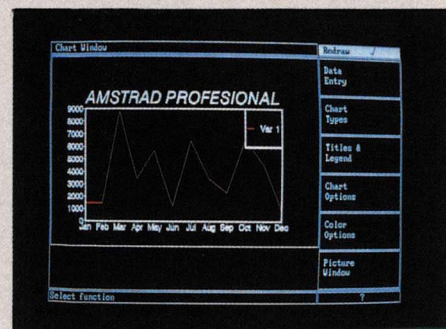 Chart Window
AMSTRAD PROFESIONAL
9000
8000
7000
6000
5000
4000
3000
2000
1000
0
Jan Feb Mar Apr May Jun Jul Aug Sep Oct Nov Dec
Var 1
Redraw √
Data
Entry
Chart
Types
Titles &
Legend
Chart
Options
Color
Options
Picture
Window
Select function
?